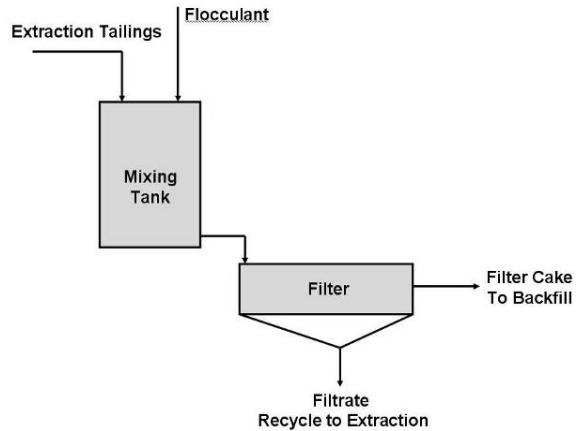 Flocculant
Extraction Tailings
Mixing
Tank
Filter
Filter Cake
To Backfill
Filtrate
Recycle to Extraction